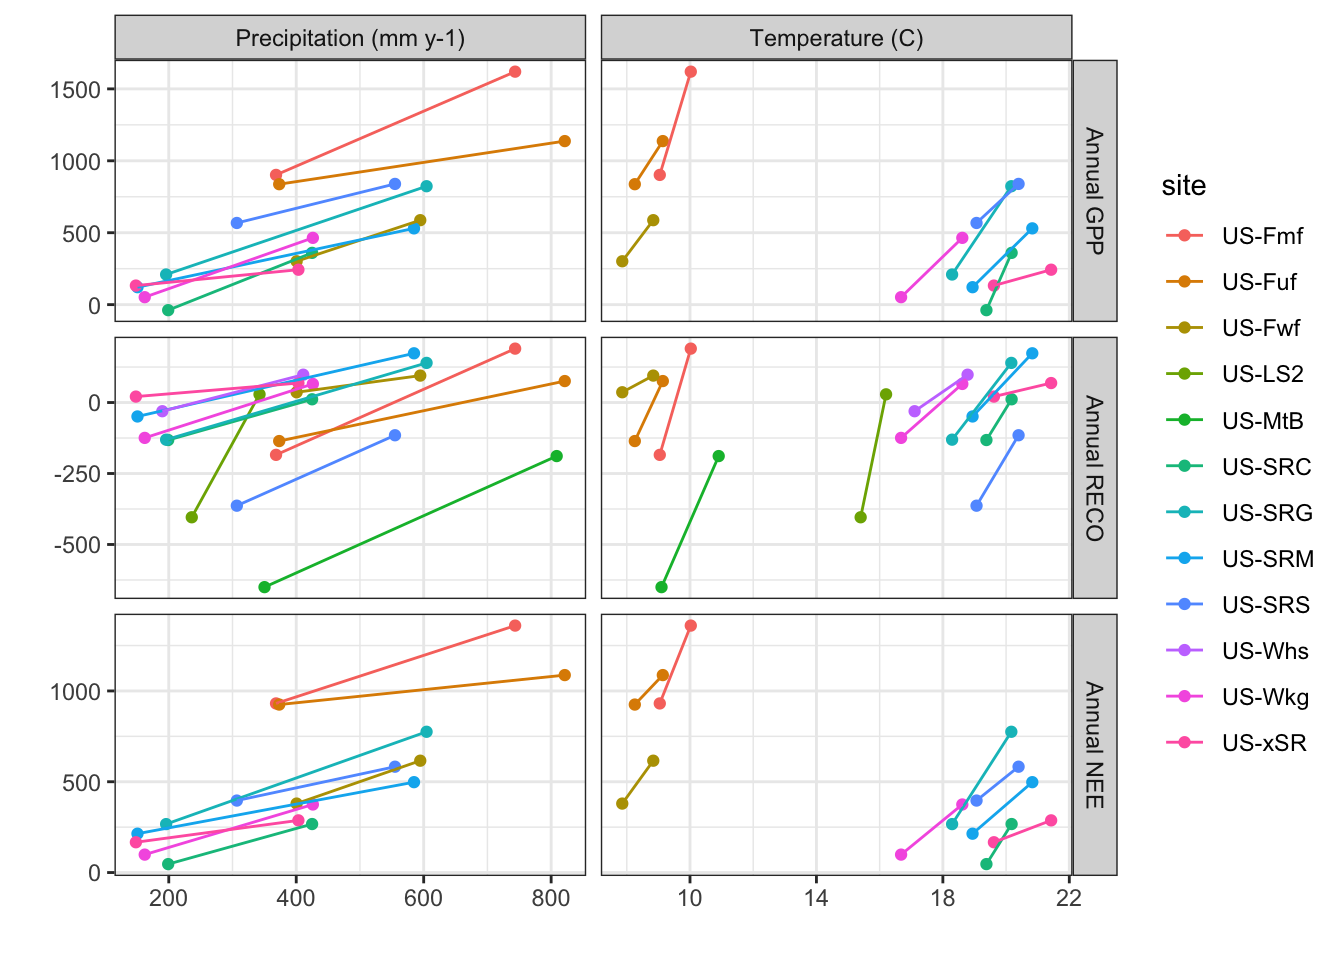 Precipitation (mm y-1)
Temperature (C)
1500
1000
500
0
Annual GPP
0
-250
-500
Annual RECO
1000
500
0
Annual NEE
200 400 600 800
10 14 18 22
site
US-Fmf
US-Fuf
US-Fwf
US-LS2
US-MtB
US-SRC
US-SRG
US-SRM
US-SRS
US-Whs
US-Wkg
US-xSR